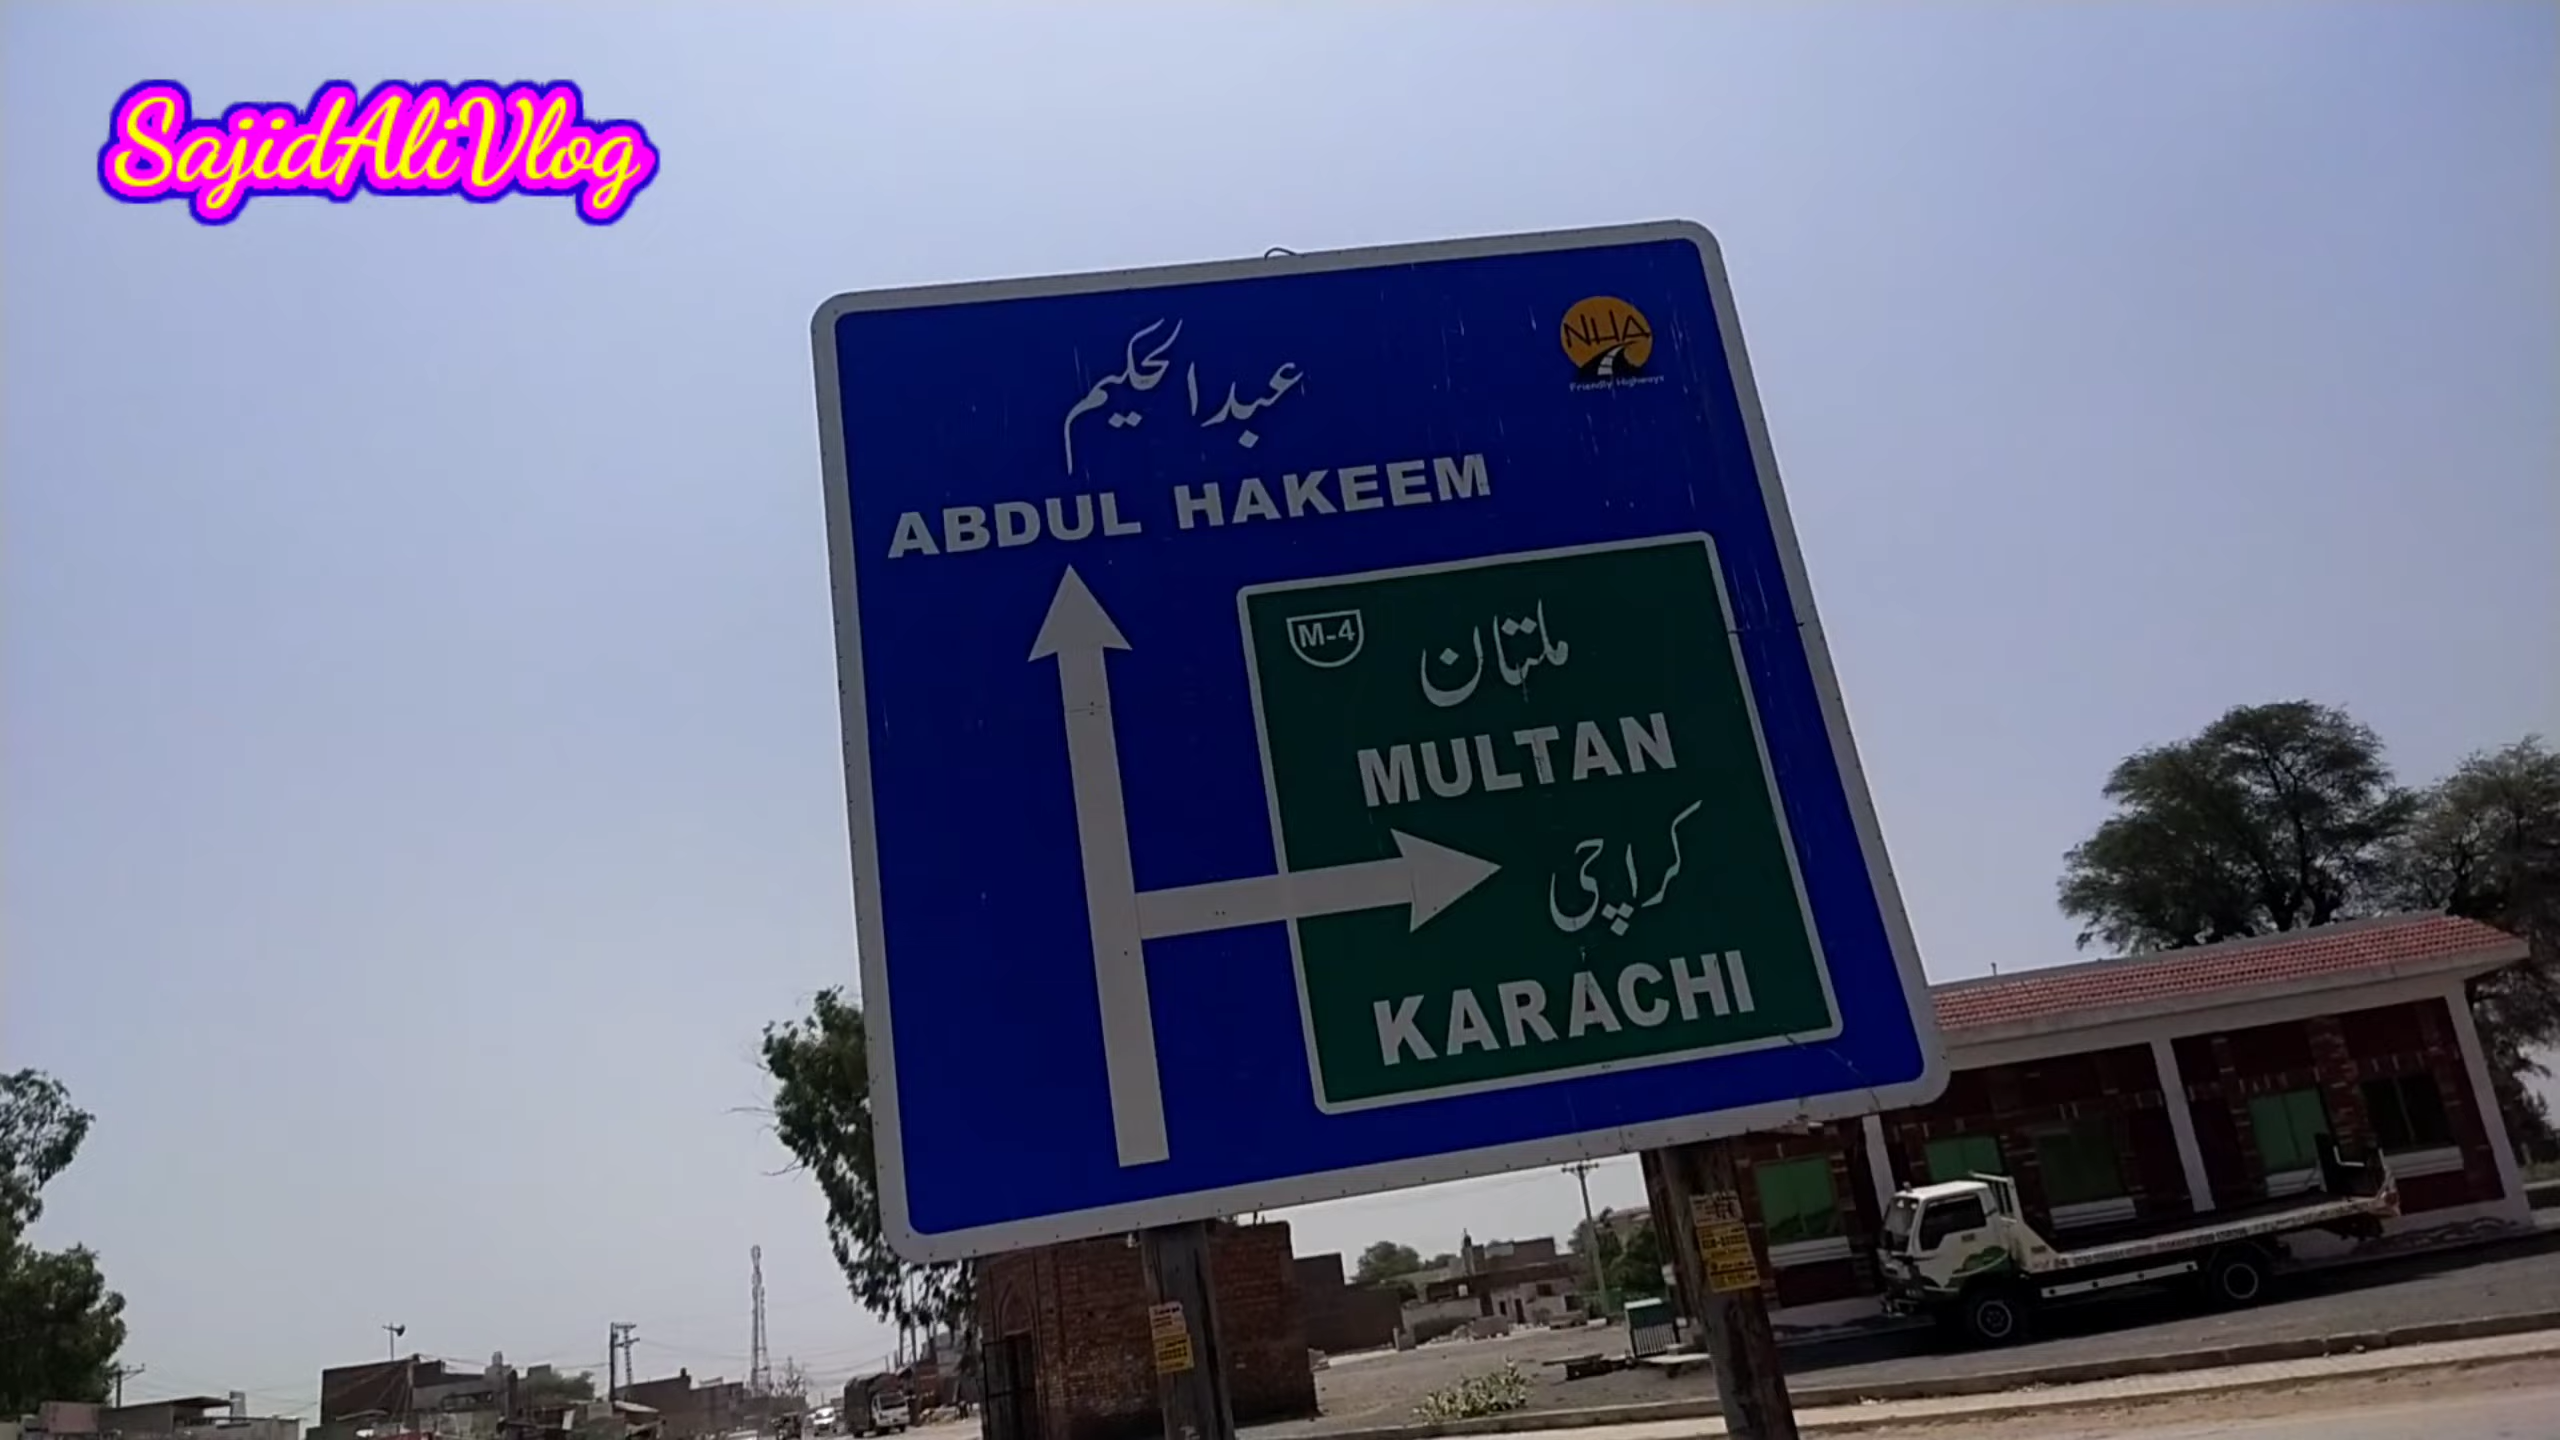 SajidAliVlog
عبدالحکیم
NHA
Friendly Highways
ABDUL HAKEEM
M-4
ملتان
MULTAN
کراچی
KARACHI